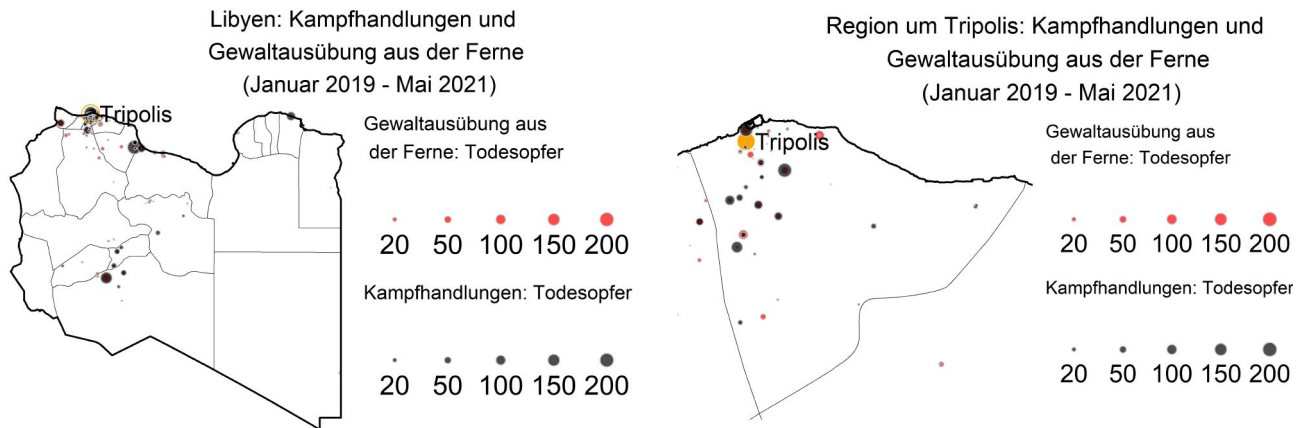 Libyen: Kampfhandlungen und
Gewaltausübung aus der Ferne
(Januar 2019 - Mai 2021)
Tripolis
Gewaltausübung aus
der Ferne: Todesopfer
20 50 100 150 200
Kampfhandlungen: Todesopfer
20 50 100 150 200
Region um Tripolis: Kampfhandlungen und
Gewaltausübung aus der Ferne
(Januar 2019 - Mai 2021)
Tripolis
Gewaltausübung aus
der Ferne: Todesopfer
20 50 100 150 200
Kampfhandlungen: Todesopfer
20 50 100 150 200